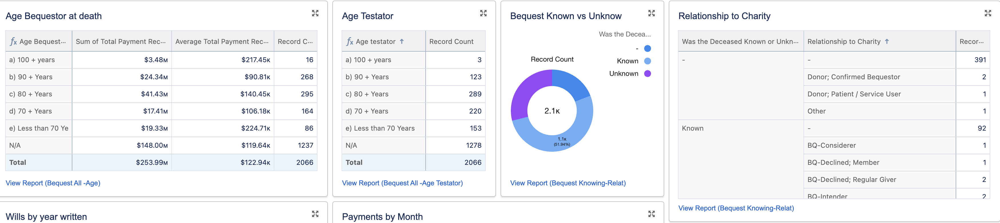 Age Bequestor at death
fx Age Bequest... Sum of Total Payment Rec... Average Total Payment Rec... Record C...
a) 100 + years $3.48M $217.45K 16
b) 90 + Years $24.34M $90.81K 268
c) 80 + Years $41.43M $140.45K 295
d) 70 + Years $17.41M $106.18K 164
e) Less than 70 Ye $19.33M $224.71K 86
N/A $148.00M $119.64K 1237
Total $253.99M $122.94K 2066
View Report (Bequest All -Age)
Age Testator
fx Age testator ↑ Record Count
a) 100 + years 3
b) 90 + Years 123
c) 80 + Years 289
d) 70 + Years 220
e) Less than 70 Years 153
N/A 1278
Total 2066
View Report (Bequest All -Age Testator)
Bequest Known vs Unknow
Was the Decea...
-
Known
Unknown
Record Count
2.1K
1.1K
(51.94%)
View Report (Bequest Knowing-Relat)
Relationship to Charity
Was the Deceased Known or Unkn... Relationship to Charity ↑ Recor...
- - 391
Donor; Confirmed Bequestor 2
Donor; Patient / Service User 1
Other 1
Known - 92
BQ-Considerer 1
BQ-Declined; Member 1
BQ-Declined; Regular Giver 2
BQ-Intender 2
View Report (Bequest Knowing-Relat)
Wills by year written
Payments by Month